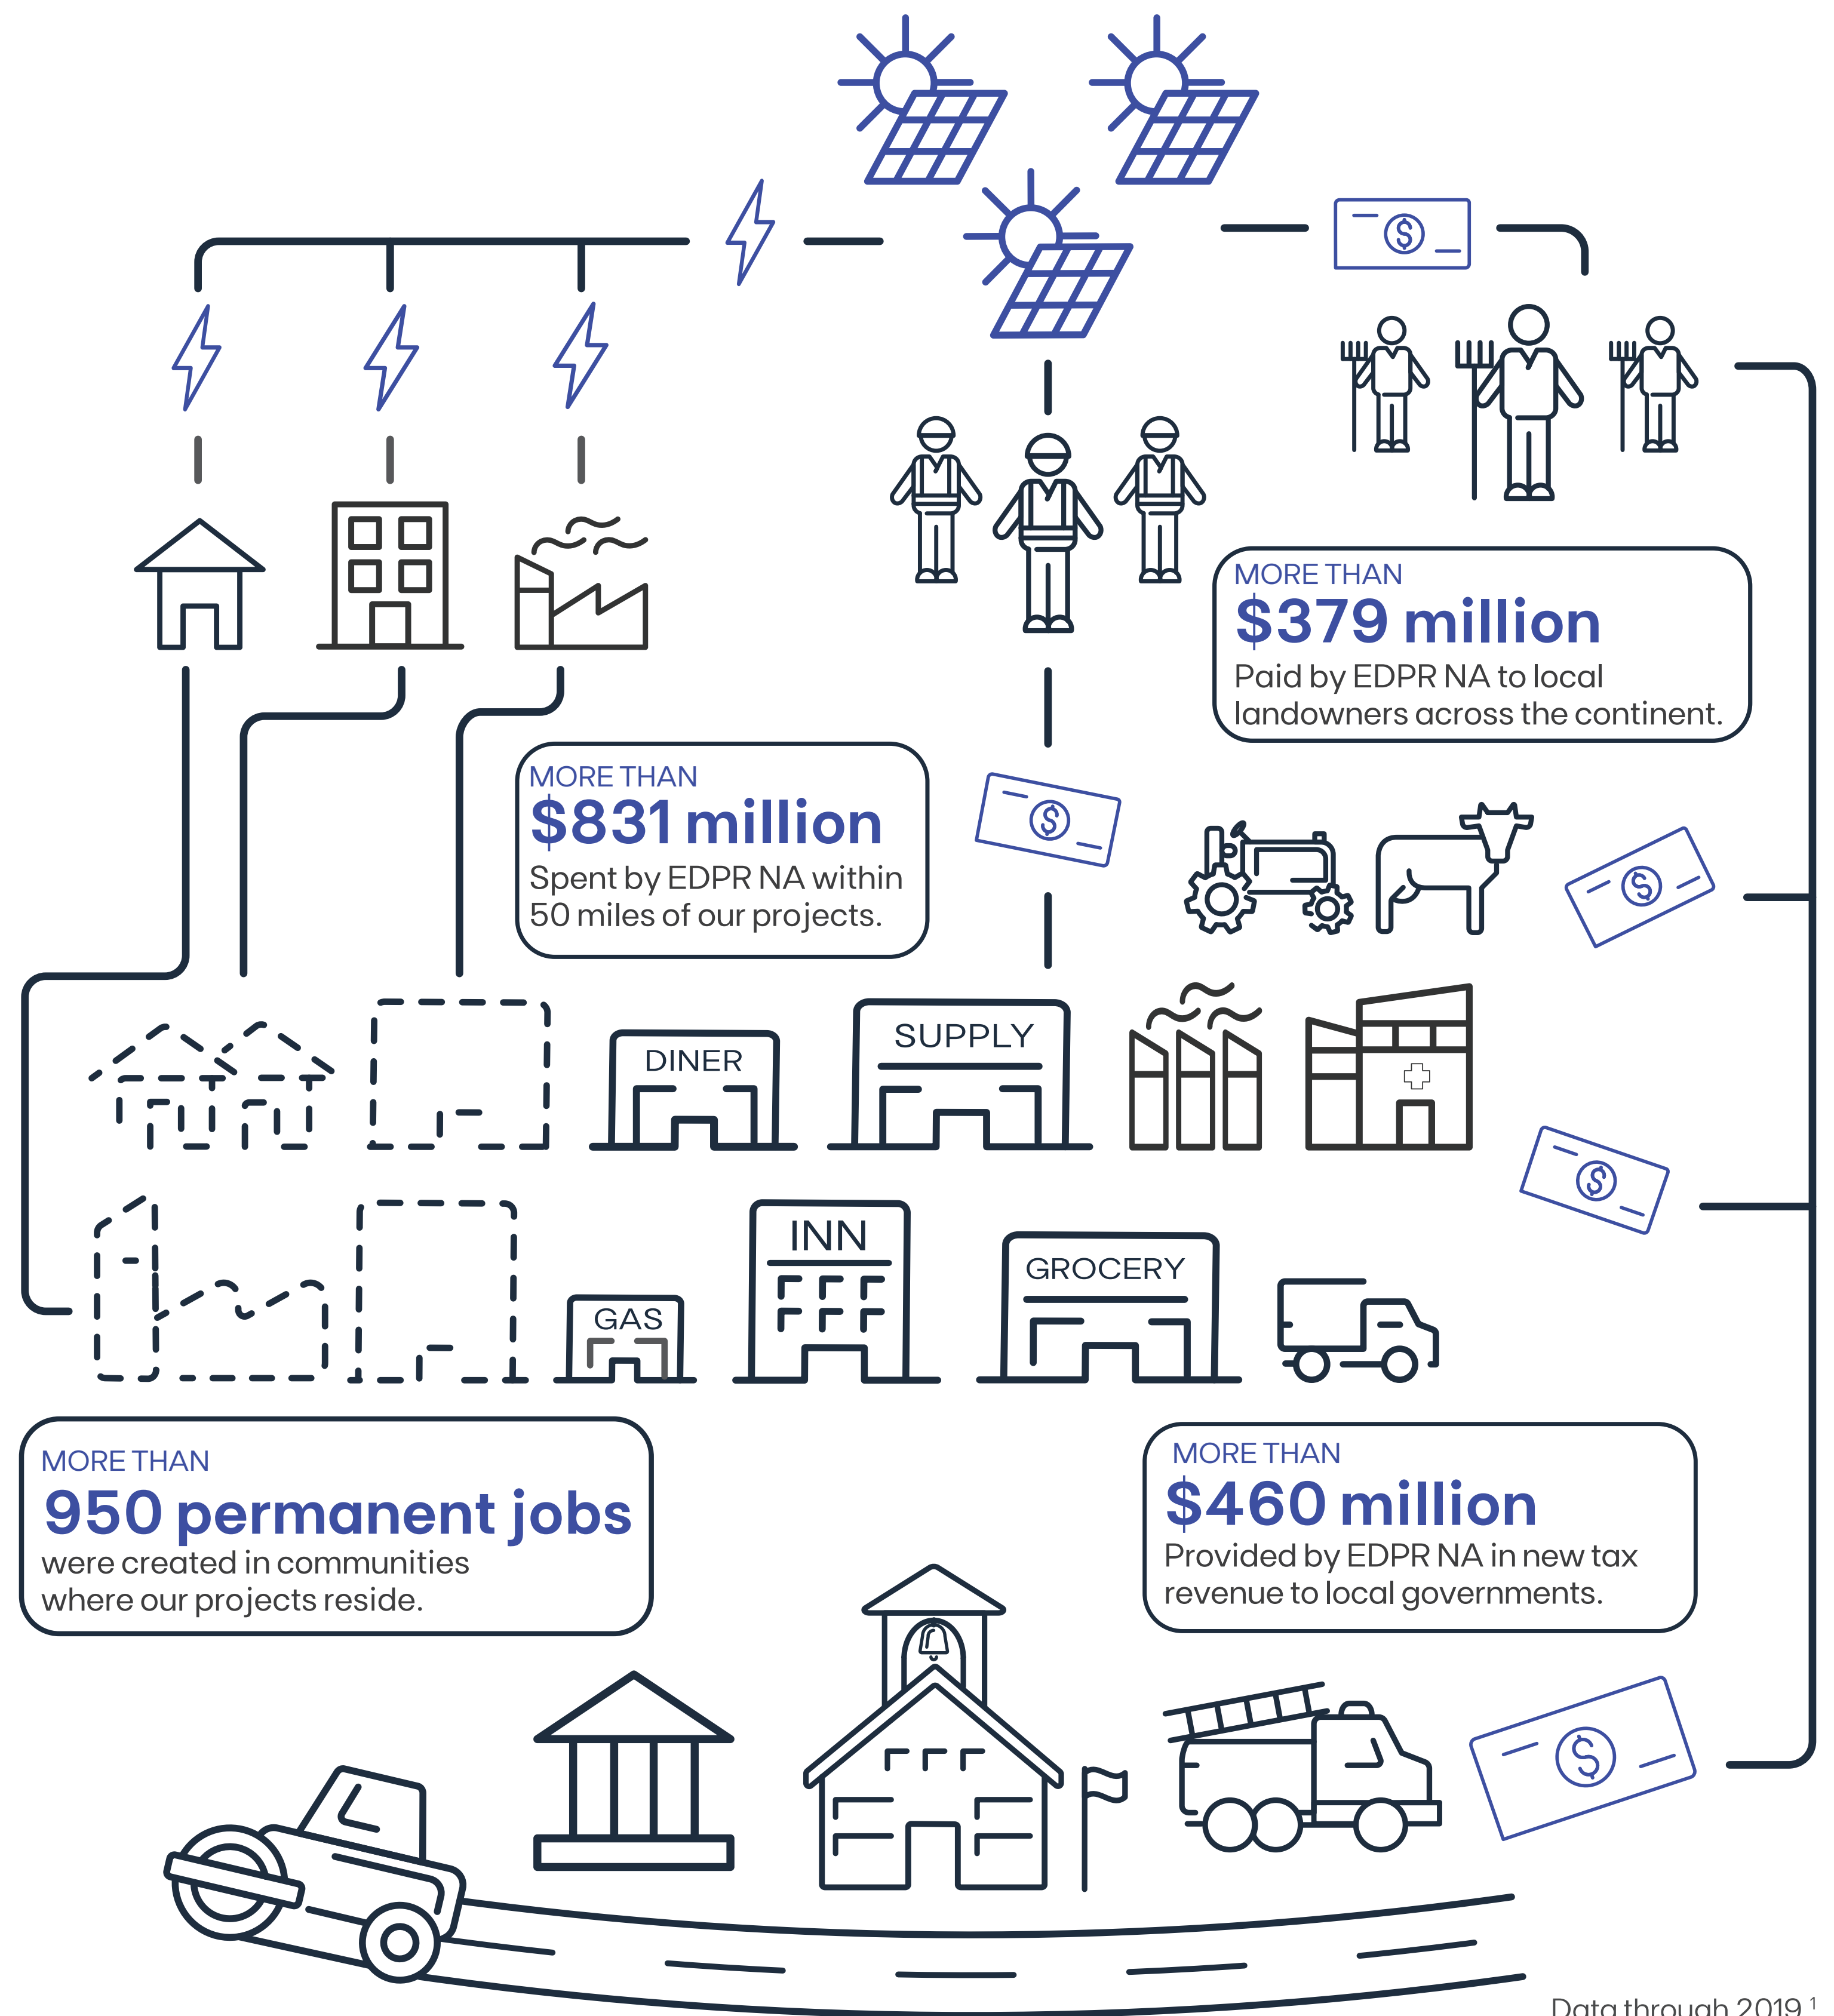 MORE THAN
$379 million
Paid by EDPR NA to local
landowners across the continent.
MORE THAN
$831 million
Spent by EDPR NA within
50 miles of our projects.
DINER
SUPPLY
INN
GROCERY
GAS
MORE THAN
950 permanent jobs
were created in communities
where our projects reside.
MORE THAN
$460 million
Provided by EDPR NA in new tax
revenue to local governments.
Data through 2019.¹